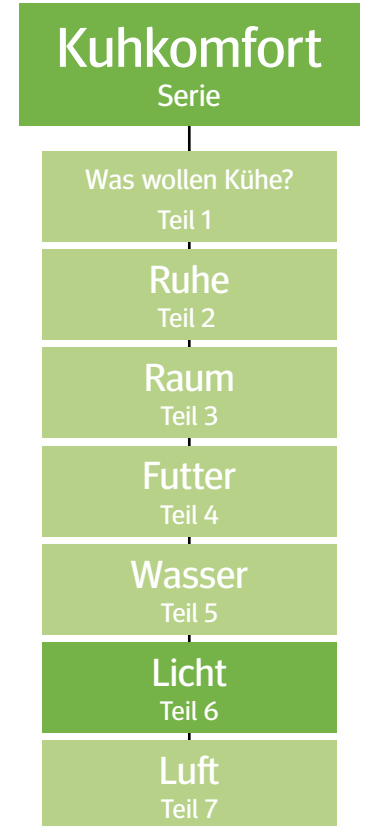 Kuhkomfort
Serie
Was wollen Kühe?
Teil 1
Ruhe
Teil 2
Raum
Teil 3
Futter
Teil 4
Wasser
Teil 5
Licht
Teil 6
Luft
Teil 7